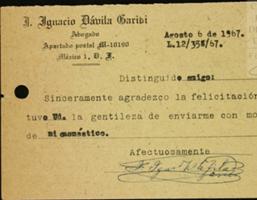 J. Ignacio Dávila Garibi
Abogado
Apartado postal M-10190
México 1, D. F.
Agosto 6 de 1967.
L.12/358/67.
Distinguido amigo:
Sinceramente agradezco la felicitación
tuvo Ud. la gentileza de enviarme con mo
de mi onomástico.
Afectuosamente